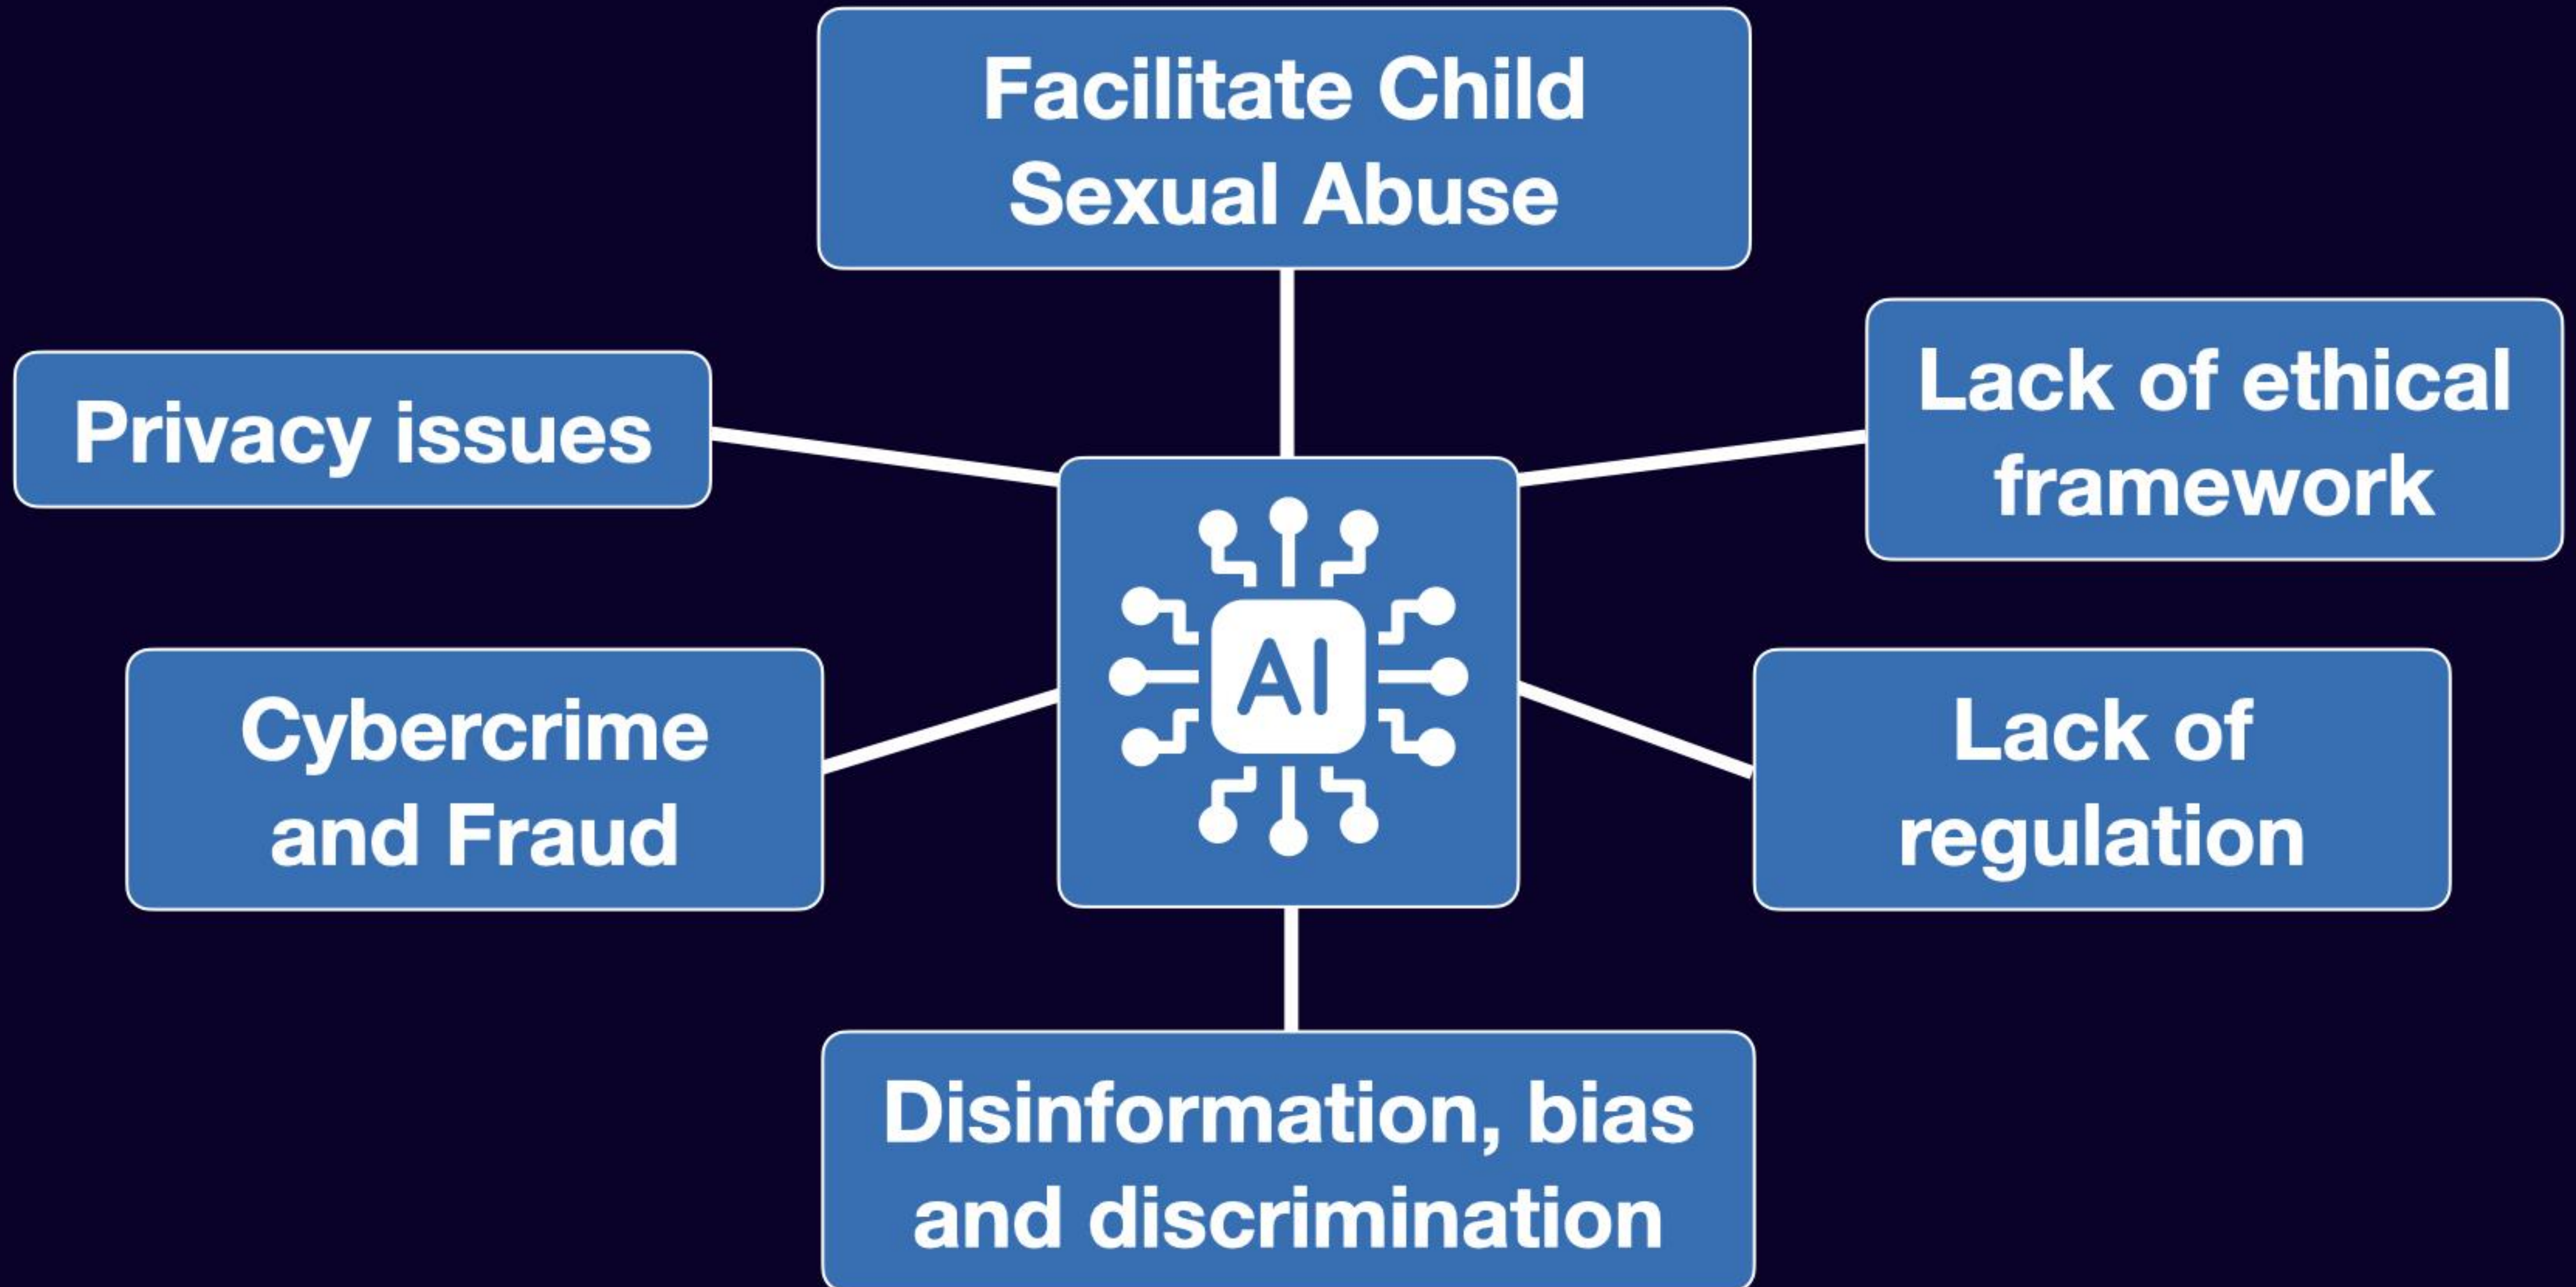 Facilitate Child
Sexual Abuse
Privacy issues
Lack of ethical
framework
AI
Cybercrime
and Fraud
Lack of
regulation
Disinformation, bias
and discrimination